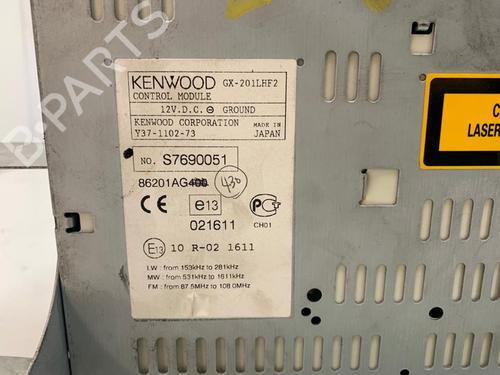 B-PARTS
KENWOOD GX-201LHF2
CONTROL MODULE
12V.D.C. ⊖ GROUND
KENWOOD CORPORATION MADE IN
Y37-1102-73 JAPAN
NO. S7690051
86201AG400 430
CE e13
021611 CH01
E13 10 R-02 1611
LW : from 153kHz to 281kHz
MW : from 531kHz to 1611kHz
FM : from 87.5MHz to 108.0MHz
LASER